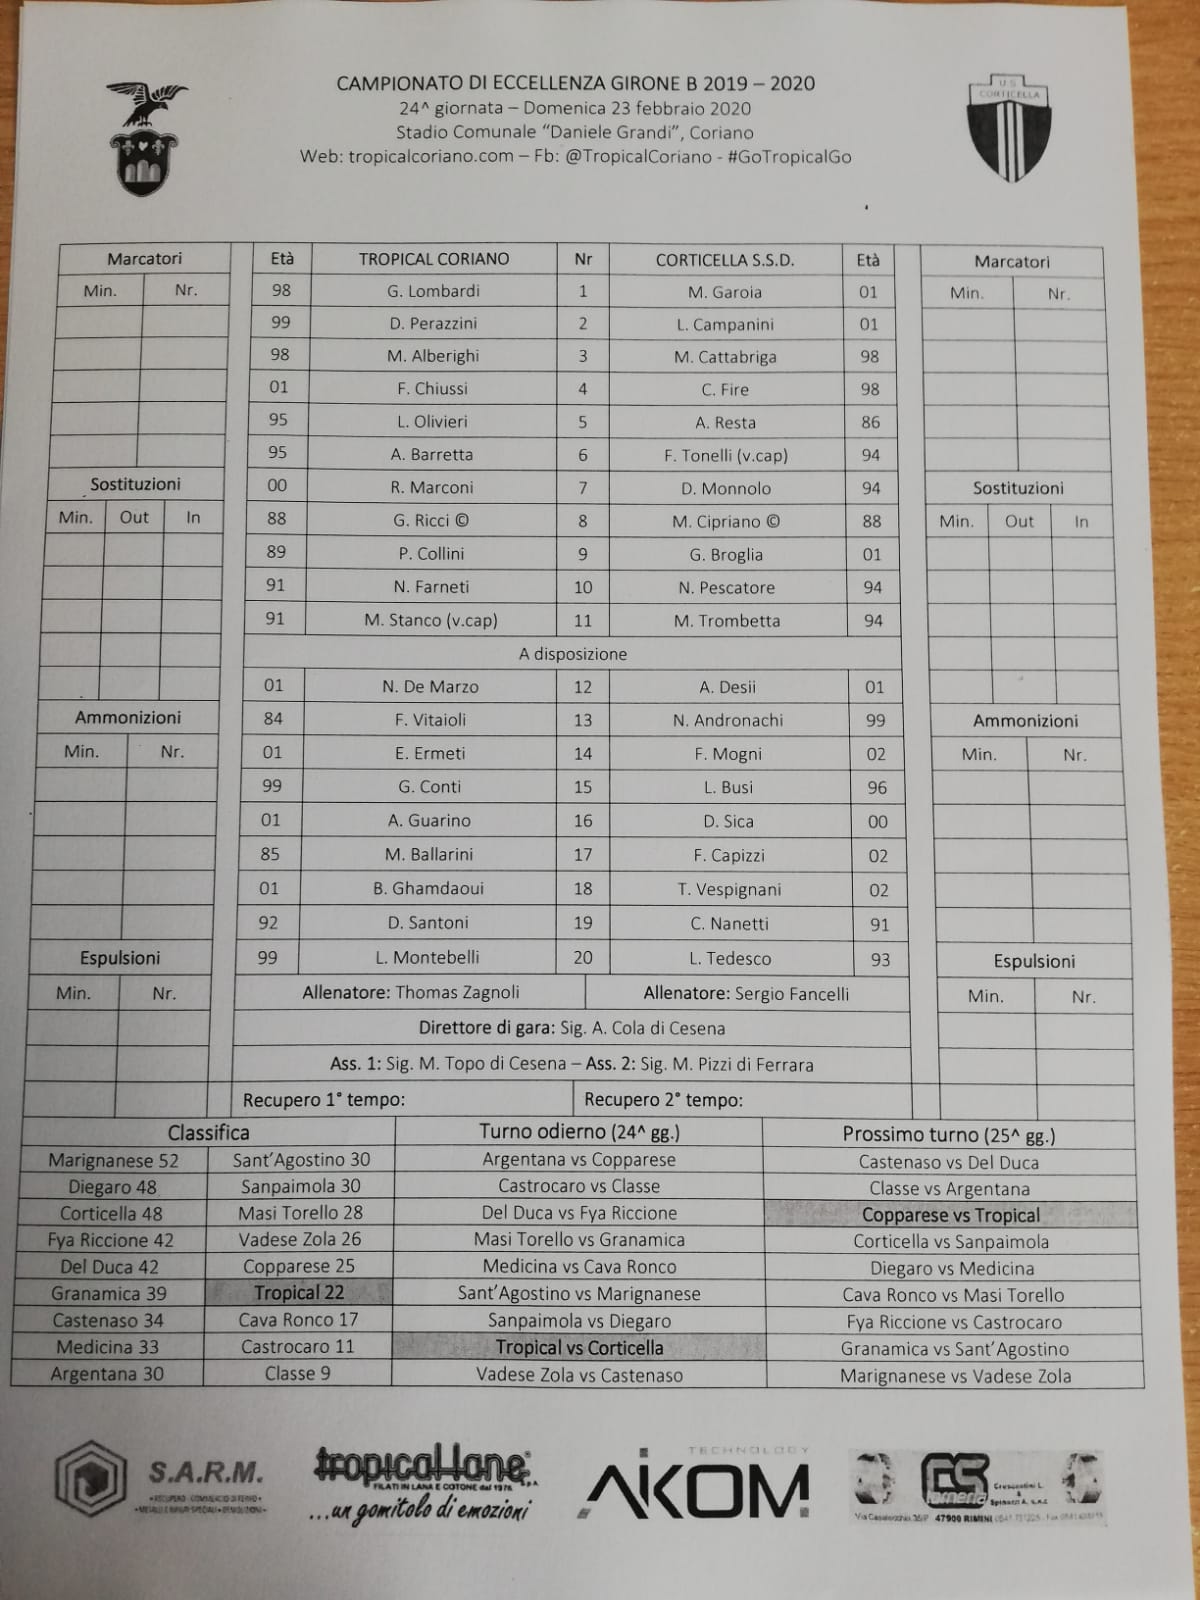 CAMPIONATO DI ECCELLENZA GIRONE B 2019 – 2020
24^ giornata – Domenica 23 febbraio 2020
Stadio Comunale “Daniele Grandi”, Coriano
Web: tropicalcoriano.com – Fb: @TropicalCoriano - #GoTropicalGo
U S
CORTICELLA
Marcatori Età TROPICAL CORIANO Nr CORTICELLA S.S.D. Età Marcatori
Min. Nr. 98 G. Lombardi 1 M. Garoia 01 Min. Nr.
99 D. Perazzini 2 L. Campanini 01
98 M. Alberighi 3 M. Cattabriga 98
01 F. Chiussi 4 C. Fire 98
95 L. Olivieri 5 A. Resta 86
95 A. Barretta 6 F. Tonelli (v.cap) 94
Sostituzioni 00 R. Marconi 7 D. Monnolo 94 Sostituzioni
Min. Out In 88 G. Ricci © 8 M. Cipriano © 88 Min. Out In
89 P. Collini 9 G. Broglia 01
91 N. Farneti 10 N. Pescatore 94
91 M. Stanco (v.cap) 11 M. Trombetta 94
A disposizione
01 N. De Marzo 12 A. Desii 01
Ammonizioni 84 F. Vitaioli 13 N. Andronachi 99 Ammonizioni
Min. Nr. 01 E. Ermeti 14 F. Mogni 02 Min. Nr.
99 G. Conti 15 L. Busi 96
01 A. Guarino 16 D. Sica 00
85 M. Ballarini 17 F. Capizzi 02
01 B. Ghamdaoui 18 T. Vespignani 02
92 D. Santoni 19 C. Nanetti 91
Espulsioni 99 L. Montebelli 20 L. Tedesco 93 Espulsioni
Min. Nr. Allenatore: Thomas Zagnoli Allenatore: Sergio Fancelli Min. Nr.
Direttore di gara: Sig. A. Cola di Cesena
Ass. 1: Sig. M. Topo di Cesena – Ass. 2: Sig. M. Pizzi di Ferrara
Recupero 1° tempo: Recupero 2° tempo:
Classifica Turno odierno (24^ gg.) Prossimo turno (25^ gg.)
Marignanese 52 Sant’Agostino 30 Argentana vs Copparese Castenaso vs Del Duca
Diegaro 48 Sanpaimola 30 Castrocaro vs Classe Classe vs Argentana
Corticella 48 Masi Torello 28 Del Duca vs Fya Riccione Copparese vs Tropical
Fya Riccione 42 Vadese Zola 26 Masi Torello vs Granamica Corticella vs Sanpaimola
Del Duca 42 Copparese 25 Medicina vs Cava Ronco Diegaro vs Medicina
Granamica 39 Tropical 22 Sant’Agostino vs Marignanese Cava Ronco vs Masi Torello
Castenaso 34 Cava Ronco 17 Sanpaimola vs Diegaro Fya Riccione vs Castrocaro
Medicina 33 Castrocaro 11 Tropical vs Corticella Granamica vs Sant’Agostino
Argentana 30 Classe 9 Vadese Zola vs Castenaso Marignanese vs Vadese Zola
S.A.R.M.
tropical lane S.p.A.
FILATI IN LANA E COTONE dal 1976
...un gomitolo di emozioni
TECHNOLOGY
AIKOM
CS
47900 RIMINI